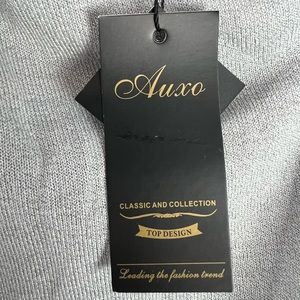 Auxo
CLASSIC AND COLLECTION
TOP DESIGN
Leading the fashion trend